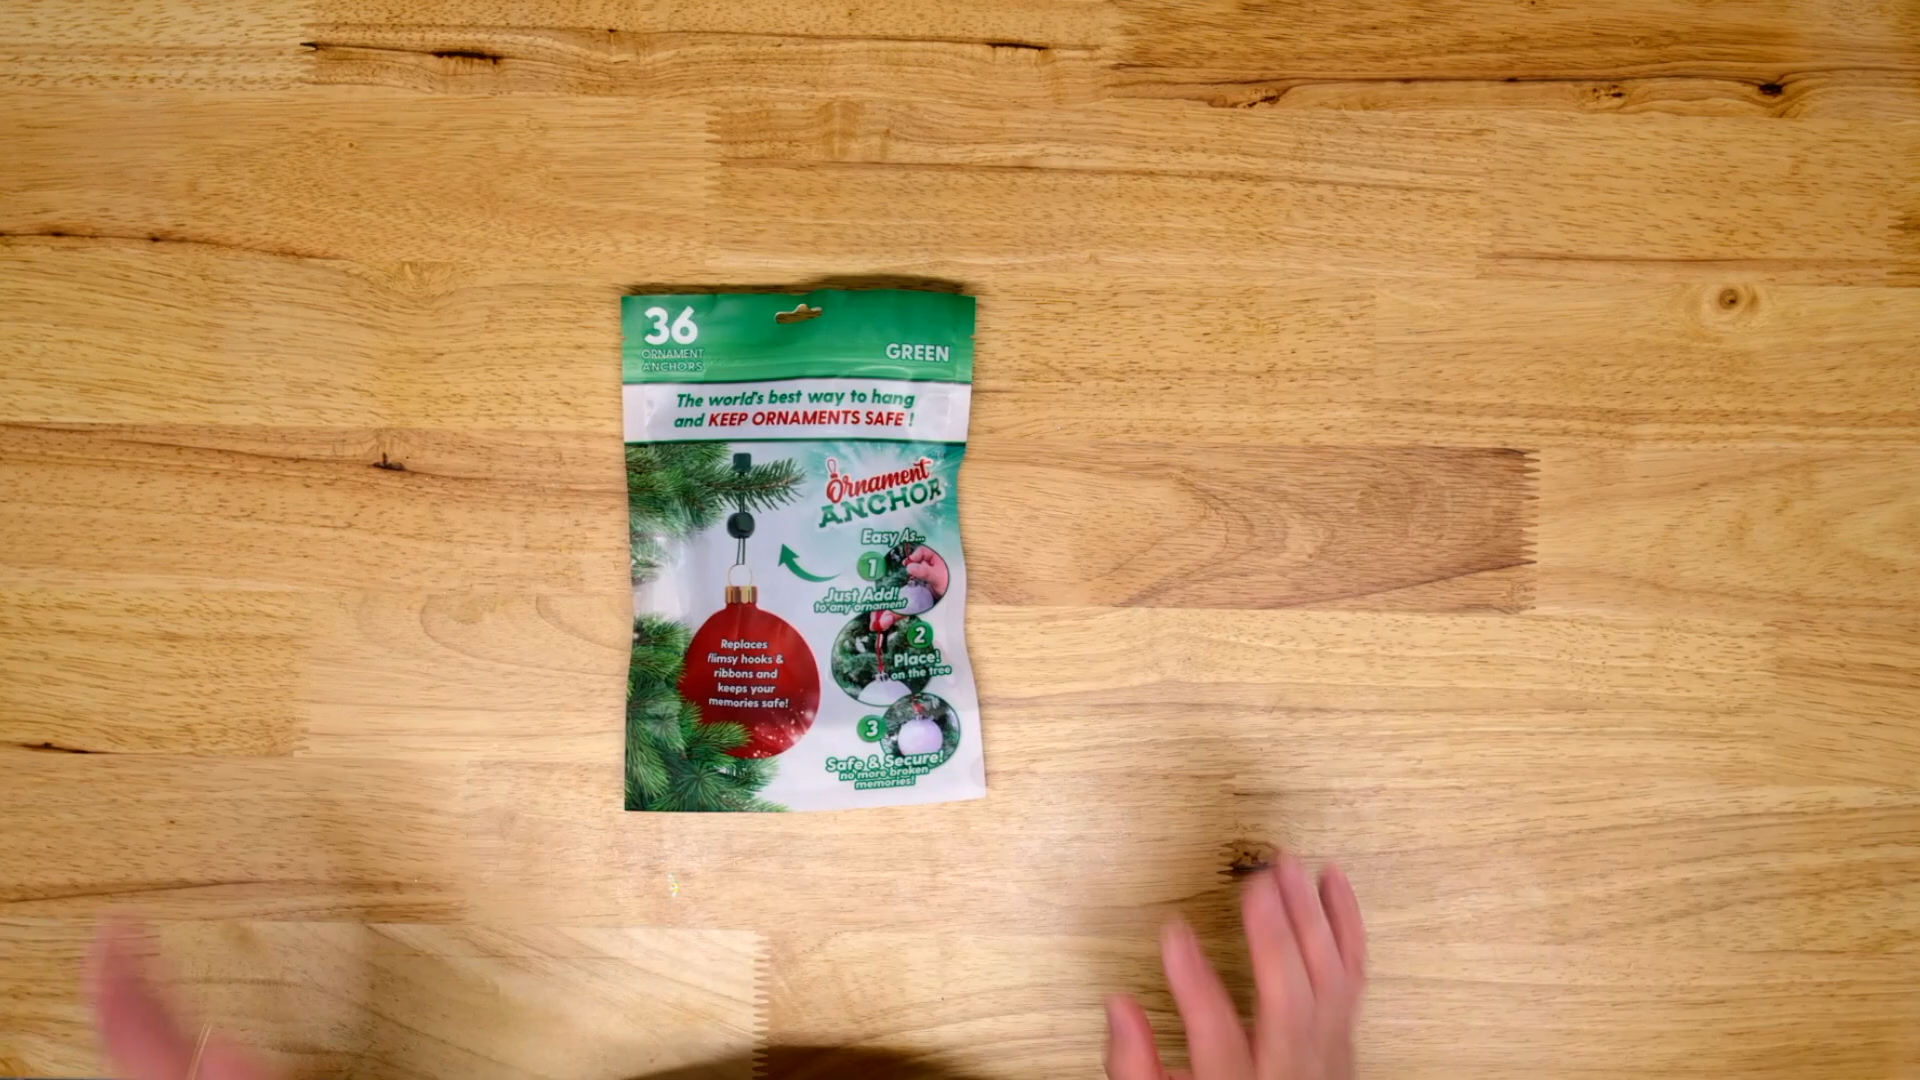 36
ORNAMENT
ANCHORS
GREEN
The world's best way to hang
and KEEP ORNAMENTS SAFE!
Ornament
ANCHOR
Easy As...
1
Just Add!
to any ornament
2
Place!
on the tree
Replaces
flimsy hooks &
ribbons and
keeps your
memories safe!
3
Safe & Secure!
no more broken
memories!